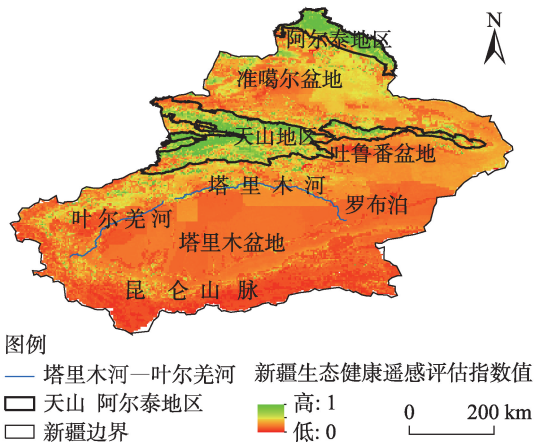 N
阿尔泰地区
准噶尔盆地
天山地区
吐鲁番盆地
塔里木河
罗布泊
叶尔羌河
塔里木盆地
昆仑山脉
图例
塔里木河—叶尔羌河
天山 阿尔泰地区
新疆边界
新疆生态健康遥感评估指数值
高: 1
低: 0
0 200 km